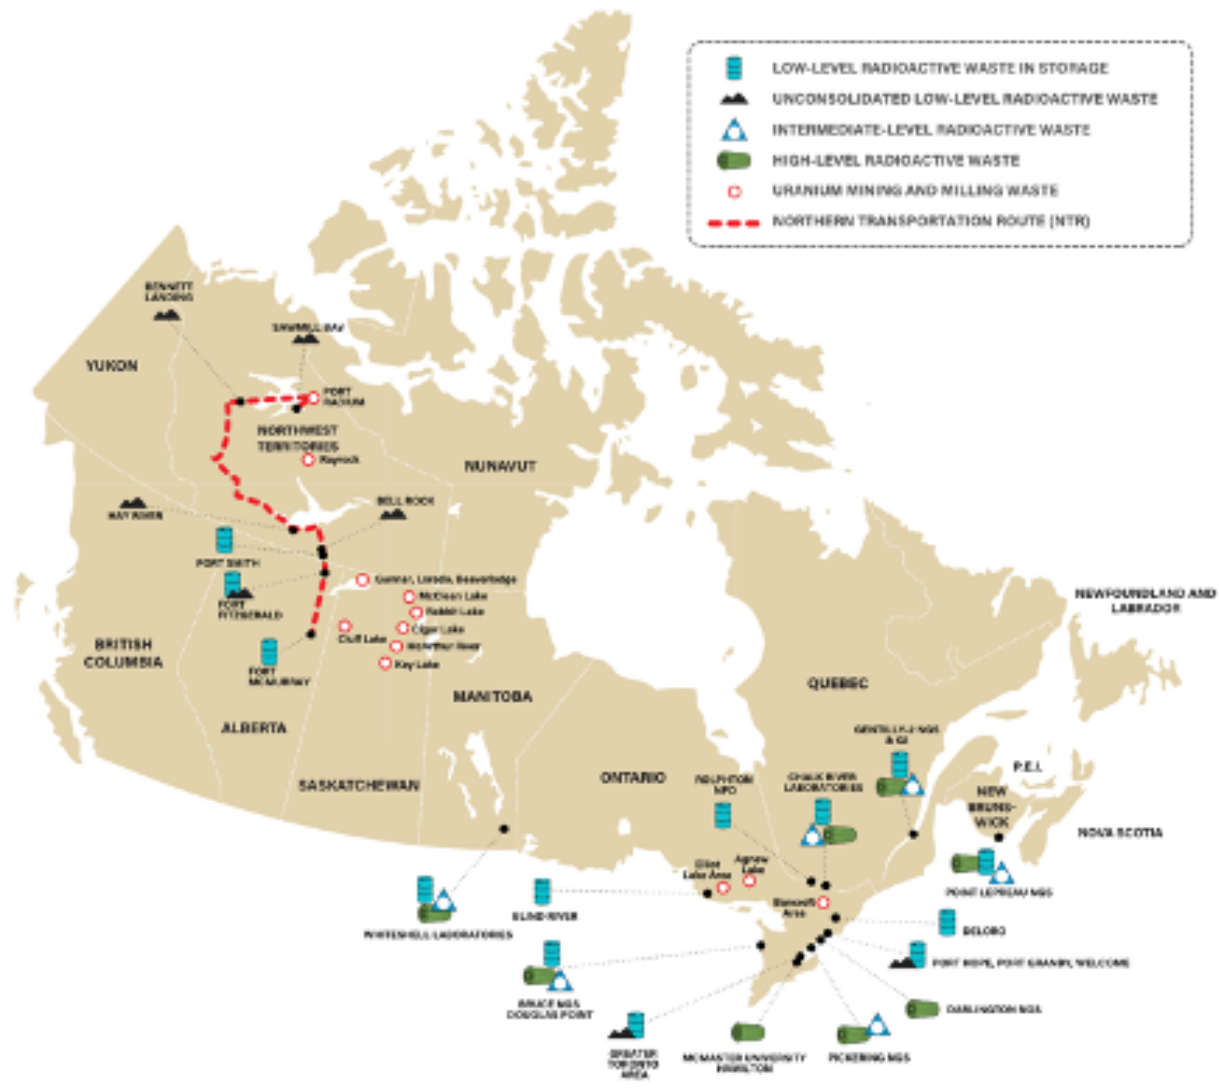 LOW-LEVEL RADIOACTIVE WASTE IN STORAGE
UNCONSOLIDATED LOW-LEVEL RADIOACTIVE WASTE
INTERMEDIATE-LEVEL RADIOACTIVE WASTE
HIGH-LEVEL RADIOACTIVE WASTE
URANIUM MINING AND MILLING WASTE
NORTHERN TRANSPORTATION ROUTE (NTR)
BENNETT
LANDING
SAWMILL BAY
YUKON
PORT
RADIUM
NORTHWEST
TERRITORIES
Rayrock
NUNAVUT
BELL ROCK
HAY RIVER
FORT SMITH
FORT
FITZGERALD
Gunnar, Lorado, Beaverlodge
McClean Lake
Rabbit Lake
Cigar Lake
Cluff Lake
McArthur River
Key Lake
FORT
MCMURRAY
BRITISH
COLUMBIA
ALBERTA
SASKATCHEWAN
MANITOBA
NEWFOUNDLAND AND
LABRADOR
QUEBEC
ONTARIO
GENTILLY-2 NGS
ROLPHTON
NPD
CHALK RIVER
LABORATORIES
P.E.I.
NEW
BRUNS-
WICK
NOVA SCOTIA
Elliot
Lake Area
Agnew
Lake
Bancroft
Area
POINT LEPREAU NGS
WHITESHELL LABORATORIES
BLIND RIVER
DELORO
PORT HOPE, PORT GRANBY, WELCOME
BRUCE NGS
DOUGLAS POINT
DARLINGTON NGS
GREATER
TORONTO
AREA
MCMASTER UNIVERSITY
HAMILTON
PICKERING NGS